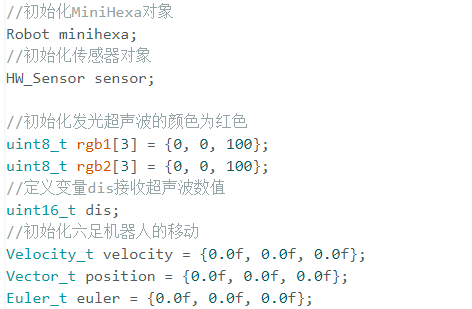 //初始化MiniHexa对象
Robot minihexa;
//初始化传感器对象
HW_Sensor sensor;

//初始化发光超声波的颜色为红色
uint8_t rgb1[3] = {0, 0, 100};
uint8_t rgb2[3] = {0, 0, 100};
//定义变量dis接收超声波数值
uint16_t dis;
//初始化六足机器人的移动
Velocity_t velocity = {0.0f, 0.0f, 0.0f};
Vector_t position = {0.0f, 0.0f, 0.0f};
Euler_t euler = {0.0f, 0.0f, 0.0f};